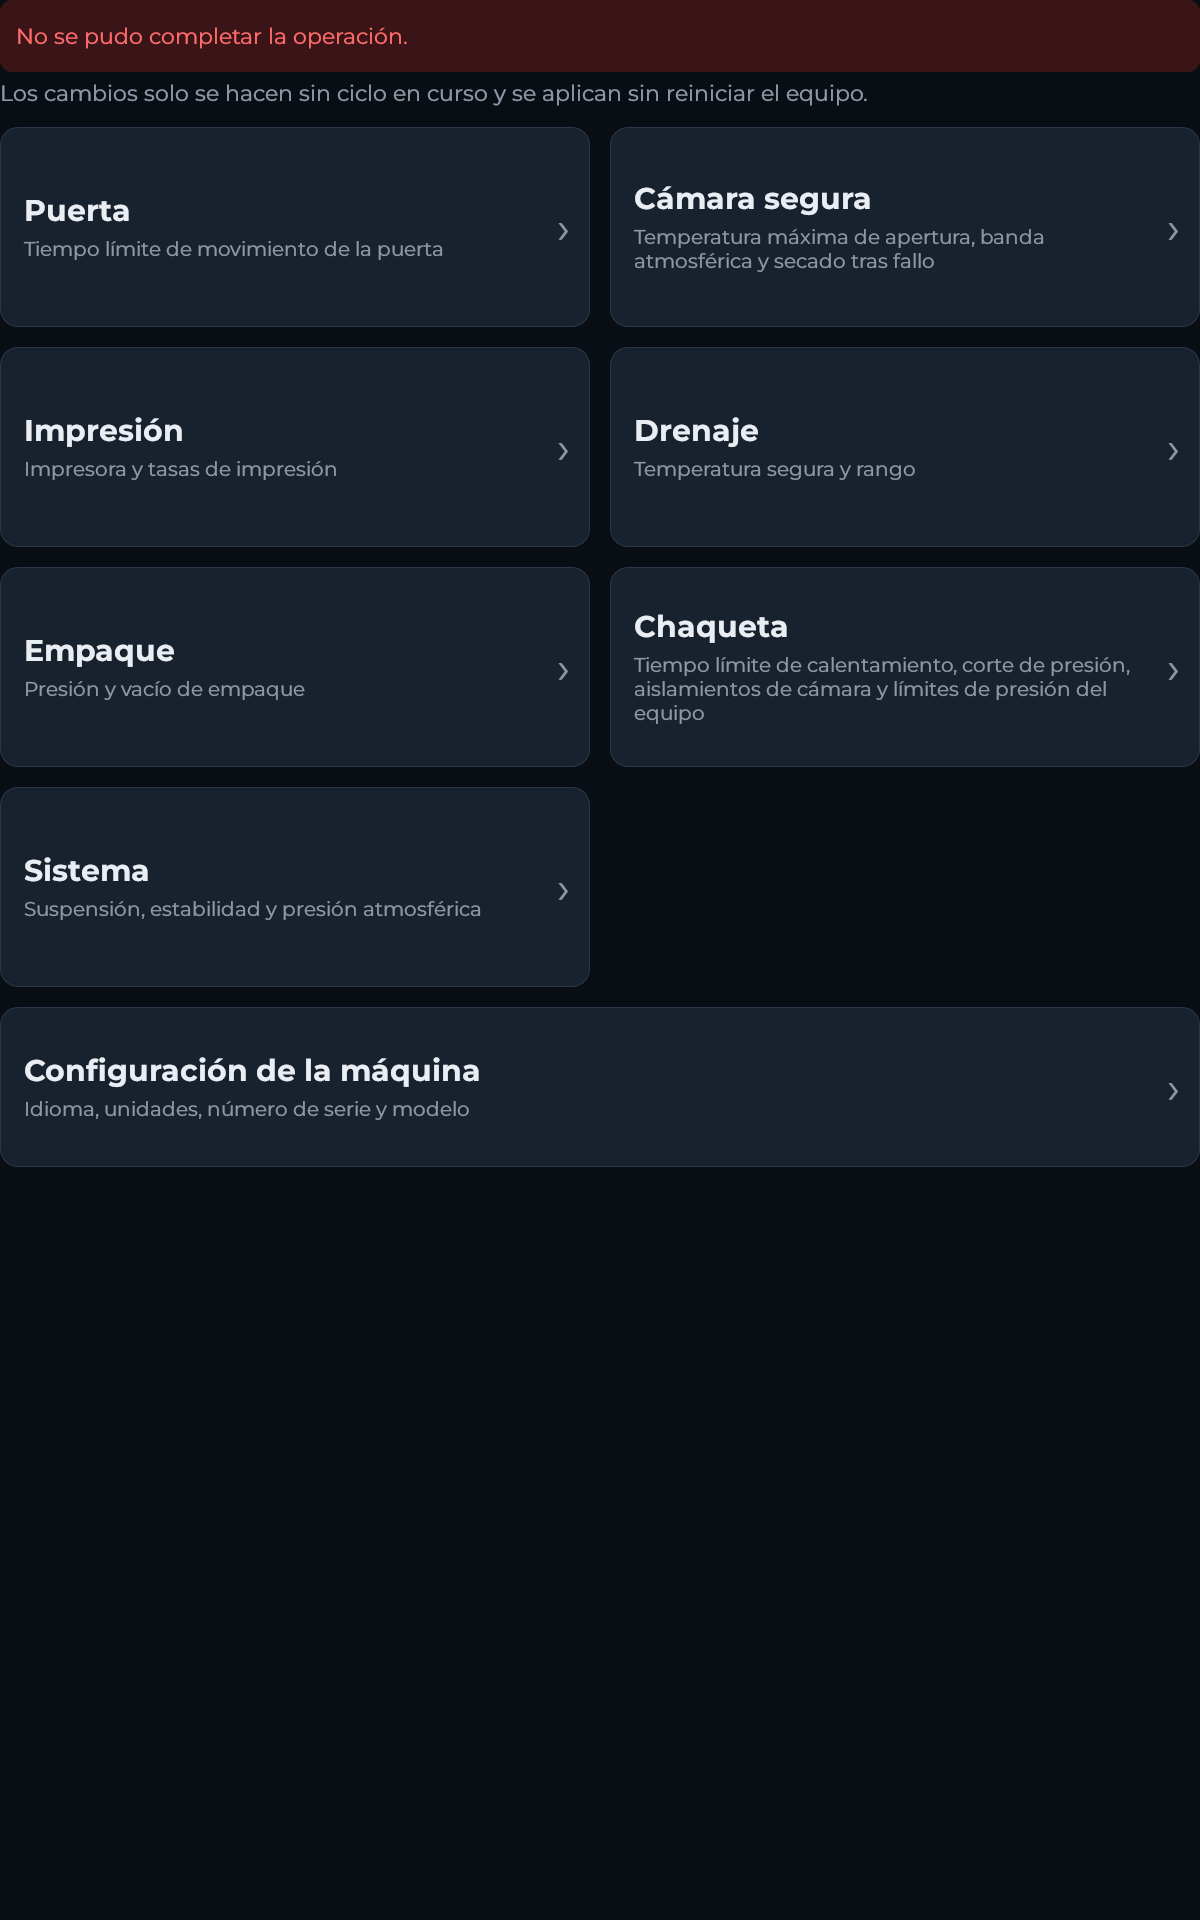 No se pudo completar la operación.
Los cambios solo se hacen sin ciclo en curso y se aplican sin reiniciar el equipo.
Puerta
Tiempo límite de movimiento de la puerta
Cámara segura
Temperatura máxima de apertura, banda
atmosférica y secado tras fallo
Impresión
Impresora y tasas de impresión
Drenaje
Temperatura segura y rango
Empaque
Presión y vacío de empaque
Chaqueta
Tiempo límite de calentamiento, corte de presión,
aislamientos de cámara y límites de presión del
equipo
Sistema
Suspensión, estabilidad y presión atmosférica
Configuración de la máquina
Idioma, unidades, número de serie y modelo